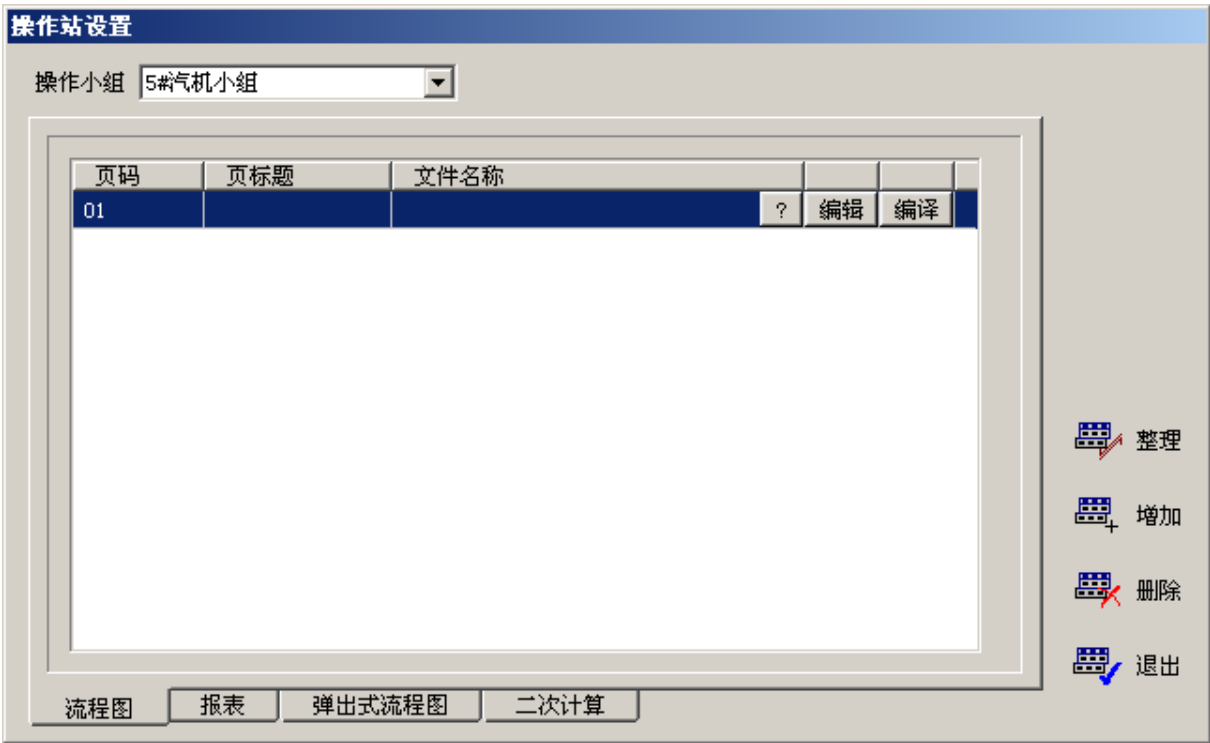 操作站设置
操作小组 5#汽机小组
页码 页标题 文件名称
01 ? 编辑 编译
整理
增加
删除
退出
流程图 报表 弹出式流程图 二次计算